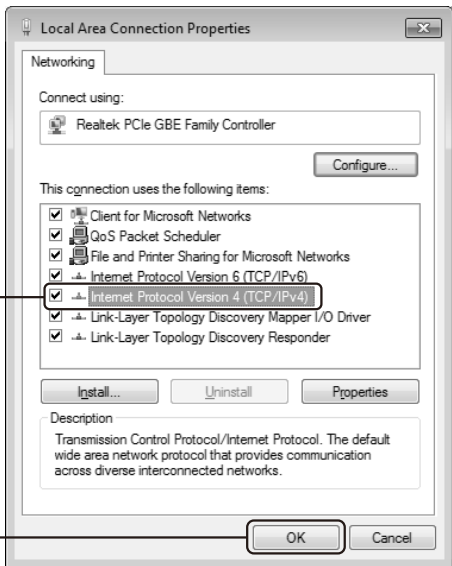 Local Area Connection Properties
Networking
Connect using:
Realtek PCIe GBE Family Controller
Configure...
This connection uses the following items:
Client for Microsoft Networks
QoS Packet Scheduler
File and Printer Sharing for Microsoft Networks
Internet Protocol Version 6 (TCP/IPv6)
Internet Protocol Version 4 (TCP/IPv4)
Link-Layer Topology Discovery Mapper I/O Driver
Link-Layer Topology Discovery Responder
Install...
Uninstall
Properties
Description
Transmission Control Protocol/Internet Protocol. The default
wide area network protocol that provides communication
across diverse interconnected networks.
OK
Cancel